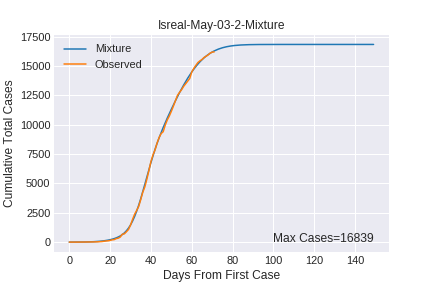 Isreal-May-03-2-Mixture
Cumulative Total Cases
17500
15000
12500
10000
7500
5000
2500
0
Mixture
Observed
Max Cases=16839
0 20 40 60 80 100 120 140
Days From First Case